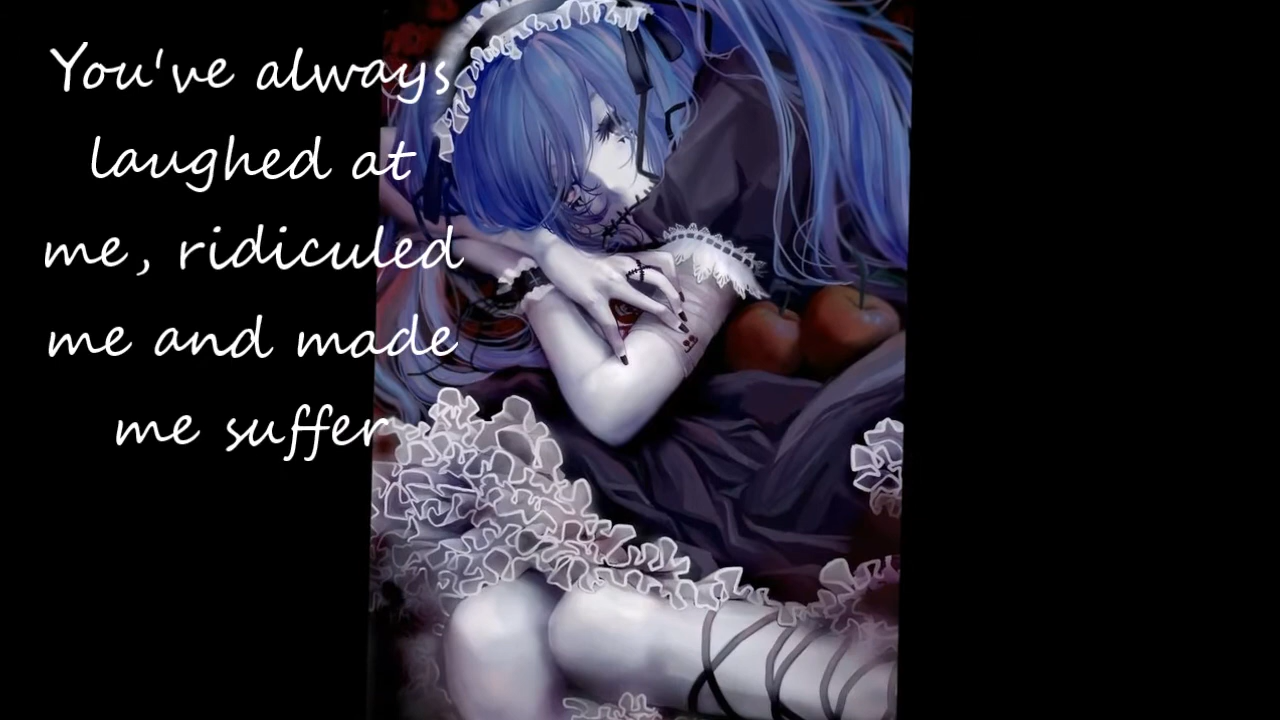 You've always
laughed at
me, ridiculed
me and made
me suffer